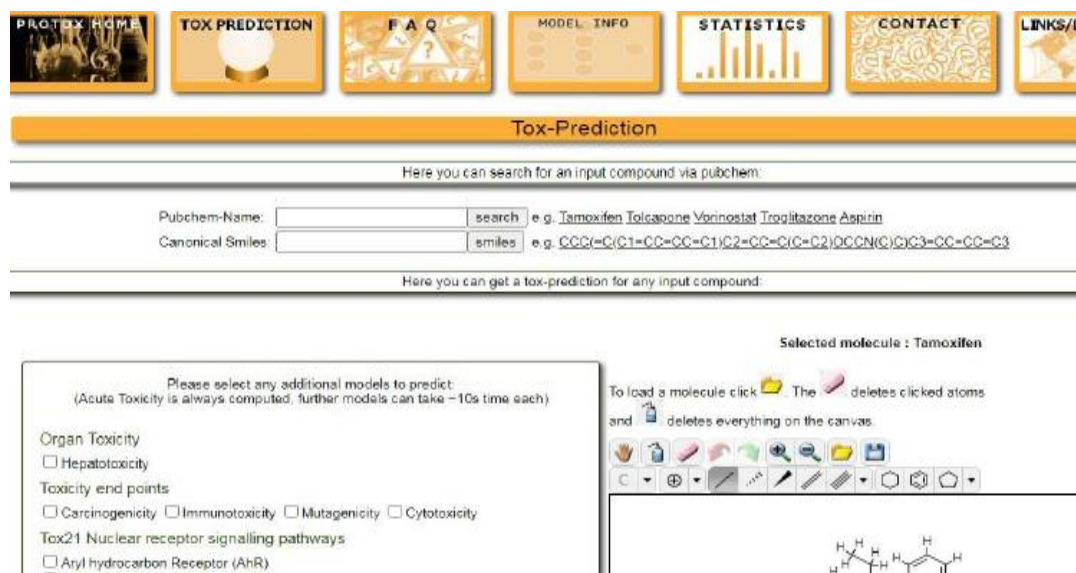 PROTOX HOME
TOX PREDICTION
F A Q
MODEL INFO
STATISTICS
CONTACT
LINKS/
Tox-Prediction
Here you can search for an input compound via pubchem:
Pubchem-Name: search e.g. Tamoxifen Tolcapone Vorinostat Troglitazone Aspirin
Canonical Smiles: smiles e.g. CCC(=C(C1=CC=CC=C1)C2=CC=C(C=C2)OCCN(C)C)C3=CC=CC=C3
Here you can get a tox-prediction for any input compound:
Selected molecule : Tamoxifen
Please select any additional models to predict:
(Acute Toxicity is always computed, further models can take ~10s time each)
To load a molecule click . The deletes clicked atoms
and deletes everything on the canvas.
Organ Toxicity
Hepatotoxicity
Toxicity end points
Carcinogenicity Immunotoxicity Mutagenicity Cytotoxicity
Tox21 Nuclear receptor signalling pathways
Aryl hydrocarbon Receptor (AhR)
C
H H
H H H H
H